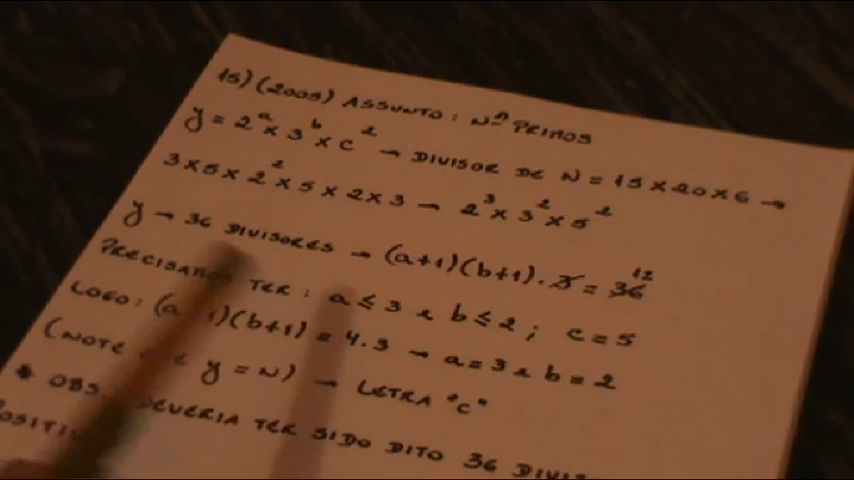 15) (2005) ASSUNTO: Nº PRIMOS
y = 2^a × 3^b × c^2 → DIVISOR DE N = 15 × 20 × 6 →
3 × 5 × 2^2 × 5 × 2 × 3 → 2^3 × 3^2 × 5^2
y → 36 DIVISORES → (a+1)(b+1) . 3 = 36 12
PRECISAMOS TER: a ≤ 3 e b ≤ 2; c = 5
LOGO: (a+1)(b+1) = 4.3 → a = 3 e b = 2
(NOTE y = N) → LETRA "C"
* OBS. DEVERIA TER SIDO DITO 36